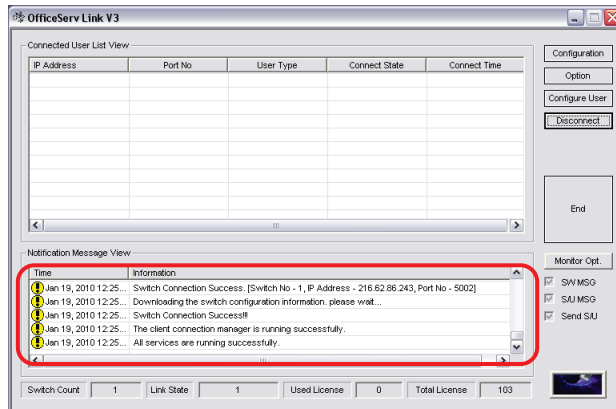 OfficeServ Link V3
Connected User List View
IP Address Port No User Type Connect State Connect Time
Configuration
Option
Configure User
Disconnect
End
Notification Message View
Time Information
Jan 19, 2010 12:25... Switch Connection Success. [Switch No - 1, IP Address - 216.62.86.243, Port No - 5002]
Jan 19, 2010 12:25... Downloading the switch configuration information. please wait...
Jan 19, 2010 12:25... Switch Connection Success!!!
Jan 19, 2010 12:25... The client connection manager is running successfully.
Jan 19, 2010 12:25... All services are running successfully.
Monitor Opt.
SW MSG
S/U MSG
Send S/U
Switch Count 1 Link State 1 Used License 0 Total License 103